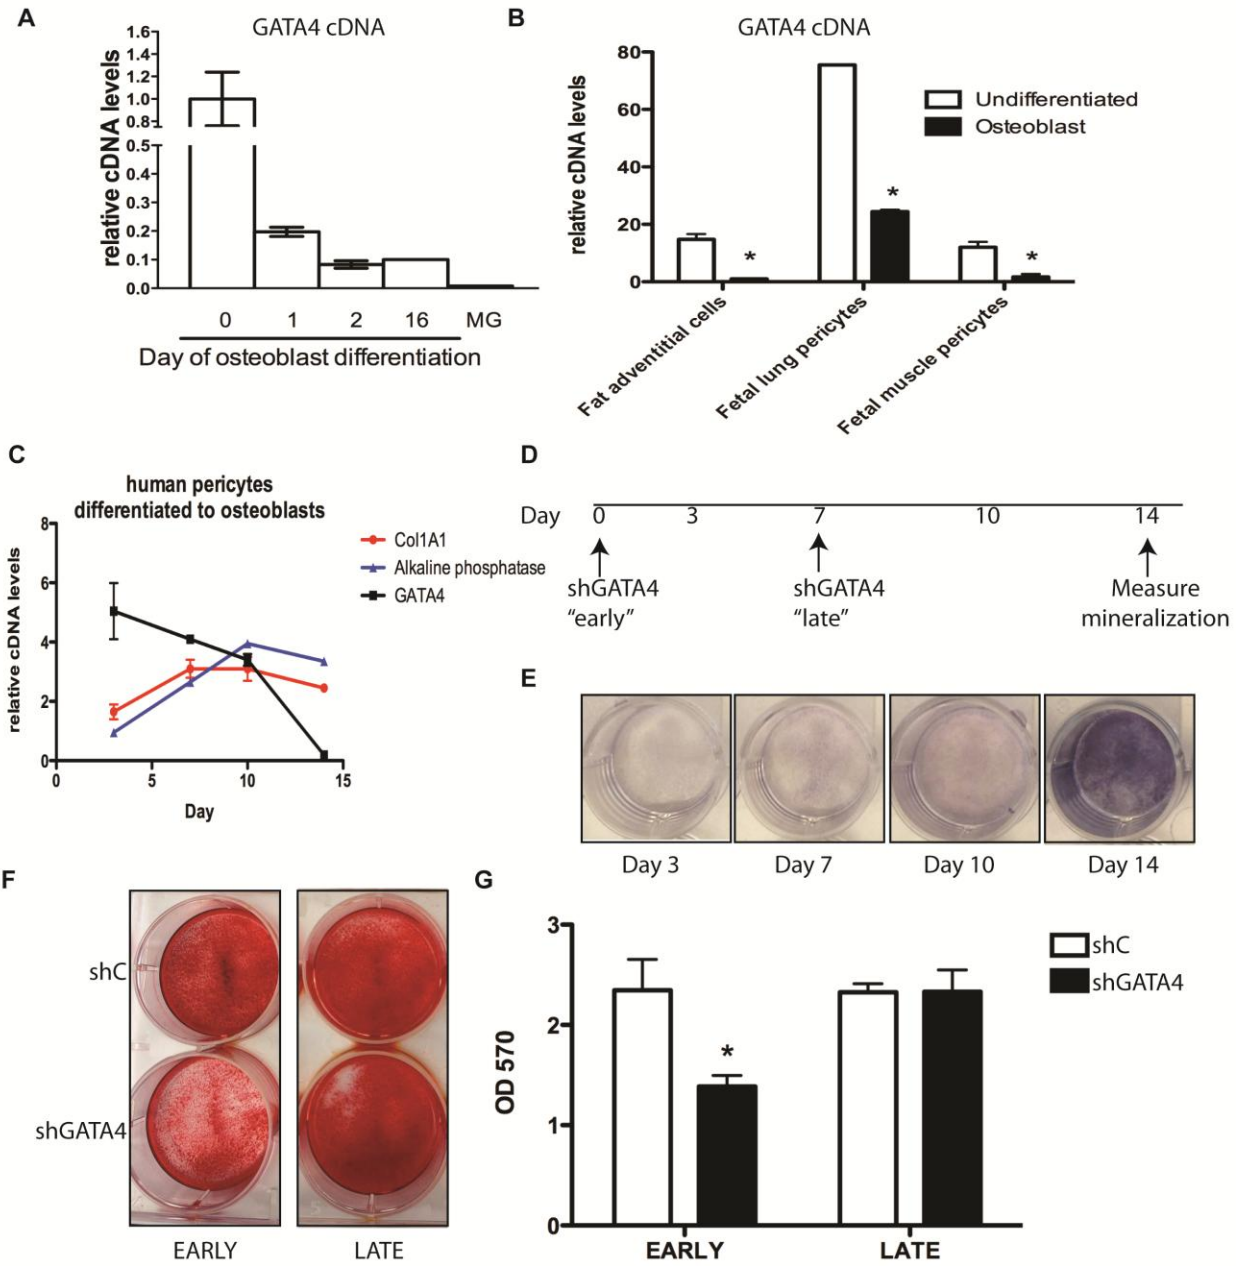 A
GATA4 cDNA
relative cDNA levels
1.6
1.4
1.2
1.0
0.8
0.5
0.4
0.3
0.2
0.1
0.0
0 1 2 16 MG
Day of osteoblast differentiation
B
GATA4 cDNA
relative cDNA levels
80
60
40
20
0
Undifferentiated
Osteoblast
*
*
*
Fat adventitial cells
Fetal lung pericytes
Fetal muscle pericytes
C
human pericytes
differentiated to osteoblasts
relative cDNA levels
8
6
4
2
0
0 5 10 15
Day
Col1A1
Alkaline phosphatase
GATA4
D
Day 0 3 7 10 14
shGATA4
"early"
shGATA4
"late"
Measure
mineralization
E
Day 3 Day 7 Day 10 Day 14
F
shC
shGATA4
EARLY LATE
G
OD 570
3
2
1
0
*
shC
shGATA4
EARLY LATE